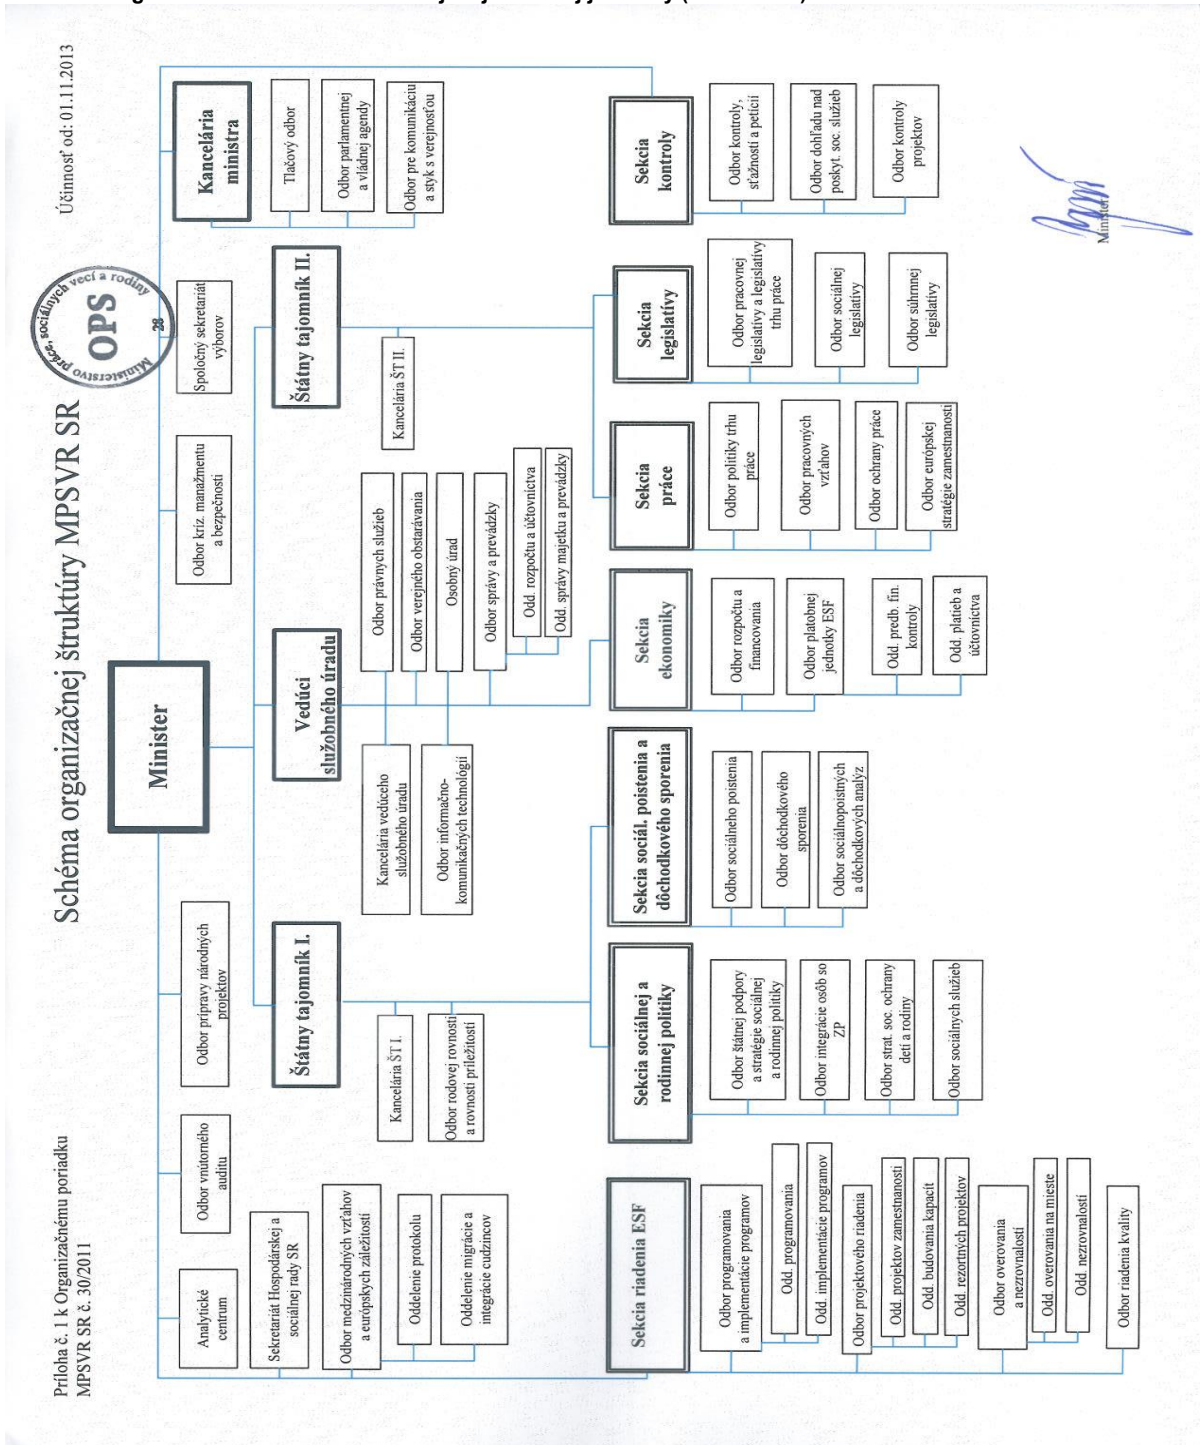 Príloha č. 1 k Organizačnému poriadku
MPSVR SR č. 30/2011
Schéma organizačnej štruktúry MPSVR SR
Účinnosť od: 01.11.2013
Ministerstvo práce, sociálnych vecí a rodiny
OPS
28
Minister
Analytické
centrum
Odbor vnútorného
auditu
Odbor prípravy národných
projektov
Odbor kríz. manažmentu
a bezpečnosti
Spoločný sekretariát
výborov
Kancelária
ministra
Tlačový odbor
Odbor parlamentnej
a vládnej agendy
Odbor pre komunikáciu
a styk s verejnosťou
Sekretariát Hospodárskej a
sociálnej rady SR
Odbor medzinárodných vzťahov
a európskych záležitostí
Oddelenie protokolu
Oddelenie migrácie a
integrácie cudzincov
Štátny tajomník I.
Kancelária ŠT I.
Odbor rodovej rovnosti
a rovnosti príležitostí
Vedúci
služobného úradu
Kancelária vedúceho
služobného úradu
Odbor informačno-
komunikačných technológií
Odbor právnych služieb
Odbor verejného obstarávania
Osobný úrad
Odbor správy a prevádzky
Odd. rozpočtu a účtovníctva
Odd. správy majetku a prevádzky
Štátny tajomník II.
Kancelária ŠT II.
Sekcia riadenia ESF
Odbor programovania
a implementácie programov
Odd. programovania
Odd. implementácie programov
Odbor projektového riadenia
Odd. projektov zamestnanosti
Odd. budovania kapacít
Odd. rezortných projektov
Odbor overovania
a nezrovnalostí
Odd. overovania na mieste
Odd. nezrovnalostí
Odbor riadenia kvality
Sekcia sociálnej a
rodinnej politiky
Odbor štátnej podpory
a stratégie sociálnej
a rodinnej politiky
Odbor integrácie osôb so
ZP
Odbor strat. soc. ochrany
detí a rodiny
Odbor sociálnych služieb
Sekcia sociál. poistenia a
dôchodkového sporenia
Odbor sociálneho poistenia
Odbor dôchodkového
sporenia
Odbor sociálnopoistných
a dôchodkových analýz
Sekcia
ekonomiky
Odbor rozpočtu a
financovania
Odbor platobnej
jednotky ESF
Odd. predb. fin.
kontroly
Odd. platieb a
účtovníctva
Sekcia
práce
Odbor politiky trhu
práce
Odbor pracovných
vzťahov
Odbor ochrany práce
Odbor európskej
stratégie zamestnanosti
Sekcia
legislatívy
Odbor pracovnej
legislatívy a legislatívy
trhu práce
Odbor sociálnej
legislatívy
Odbor súhrnnej
legislatívy
Sekcia
kontroly
Odbor kontroly,
sťažností a petícií
Odbor dohľadu nad
poskyt. soc. služieb
Odbor kontroly
projektov
Minister